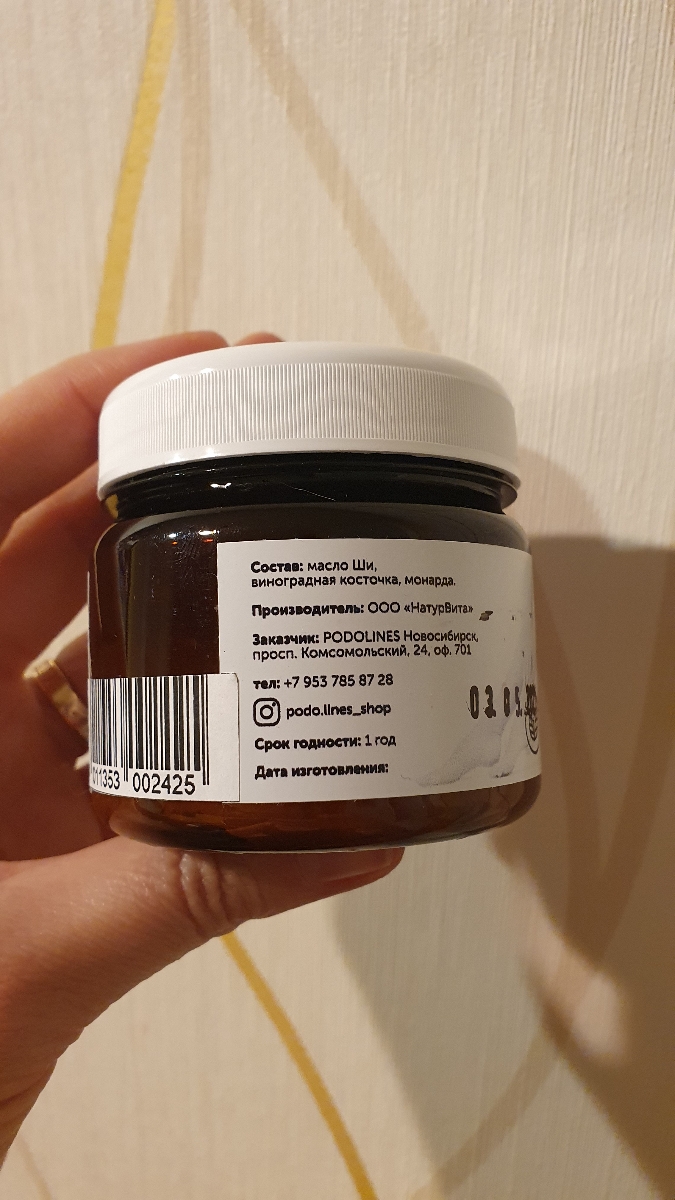 Состав: масло Ши,
виноградная косточка, монарда.
Производитель: ООО «НатурВита»
Заказчик: PODOLINES Новосибирск,
просп. Комсомольский, 24, оф. 701
тел: +7 953 785 87 28
podo.lines_shop
Срок годности: 1 год
Дата изготовления:
011353 002425